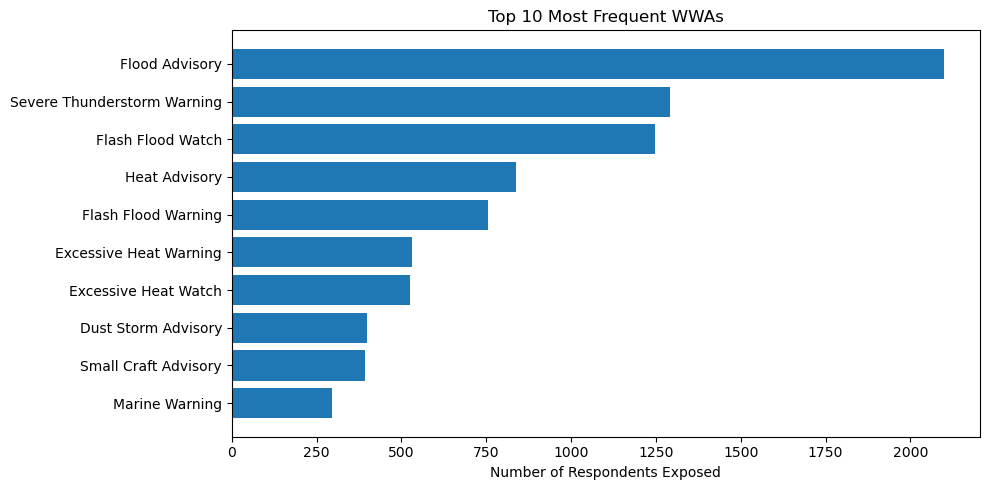 Top 10 Most Frequent WWAs
Flood Advisory
Severe Thunderstorm Warning
Flash Flood Watch
Heat Advisory
Flash Flood Warning
Excessive Heat Warning
Excessive Heat Watch
Dust Storm Advisory
Small Craft Advisory
Marine Warning
0 250 500 750 1000 1250 1500 1750 2000
Number of Respondents Exposed